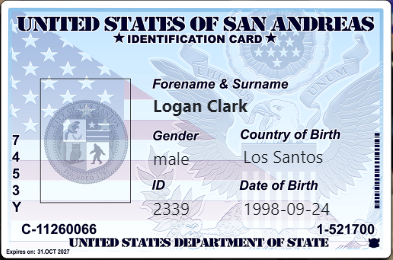 UNITED STATES OF SAN ANDREAS
★ IDENTIFICATION CARD ★
Forename & Surname
Logan Clark
Gender Country of Birth
male Los Santos
ID Date of Birth
2339 1998-09-24
7
4
5
3
Y
C-11260066 1-521700
UNITED STATES DEPARTMENT OF STATE
Expires on: 31.OCT 2027